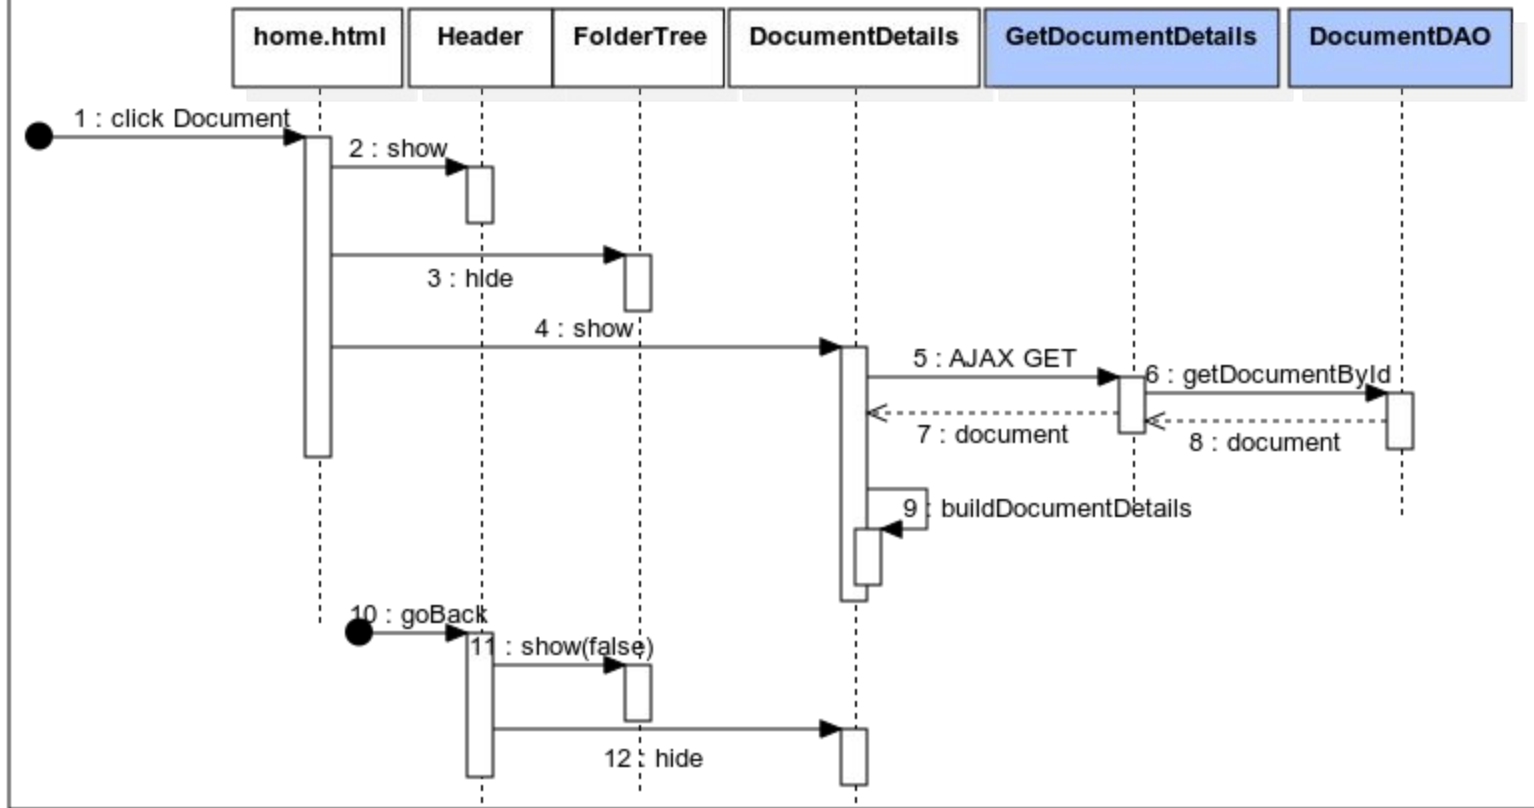 home.html
Header
FolderTree
DocumentDetails
GetDocumentDetails
DocumentDAO
1 : click Document
2 : show
3 : hide
4 : show
5 : AJAX GET
6 : getDocumentById
7 : document
8 : document
9 : buildDocumentDetails
10 : goBack
11 : show(false)
12 : hide